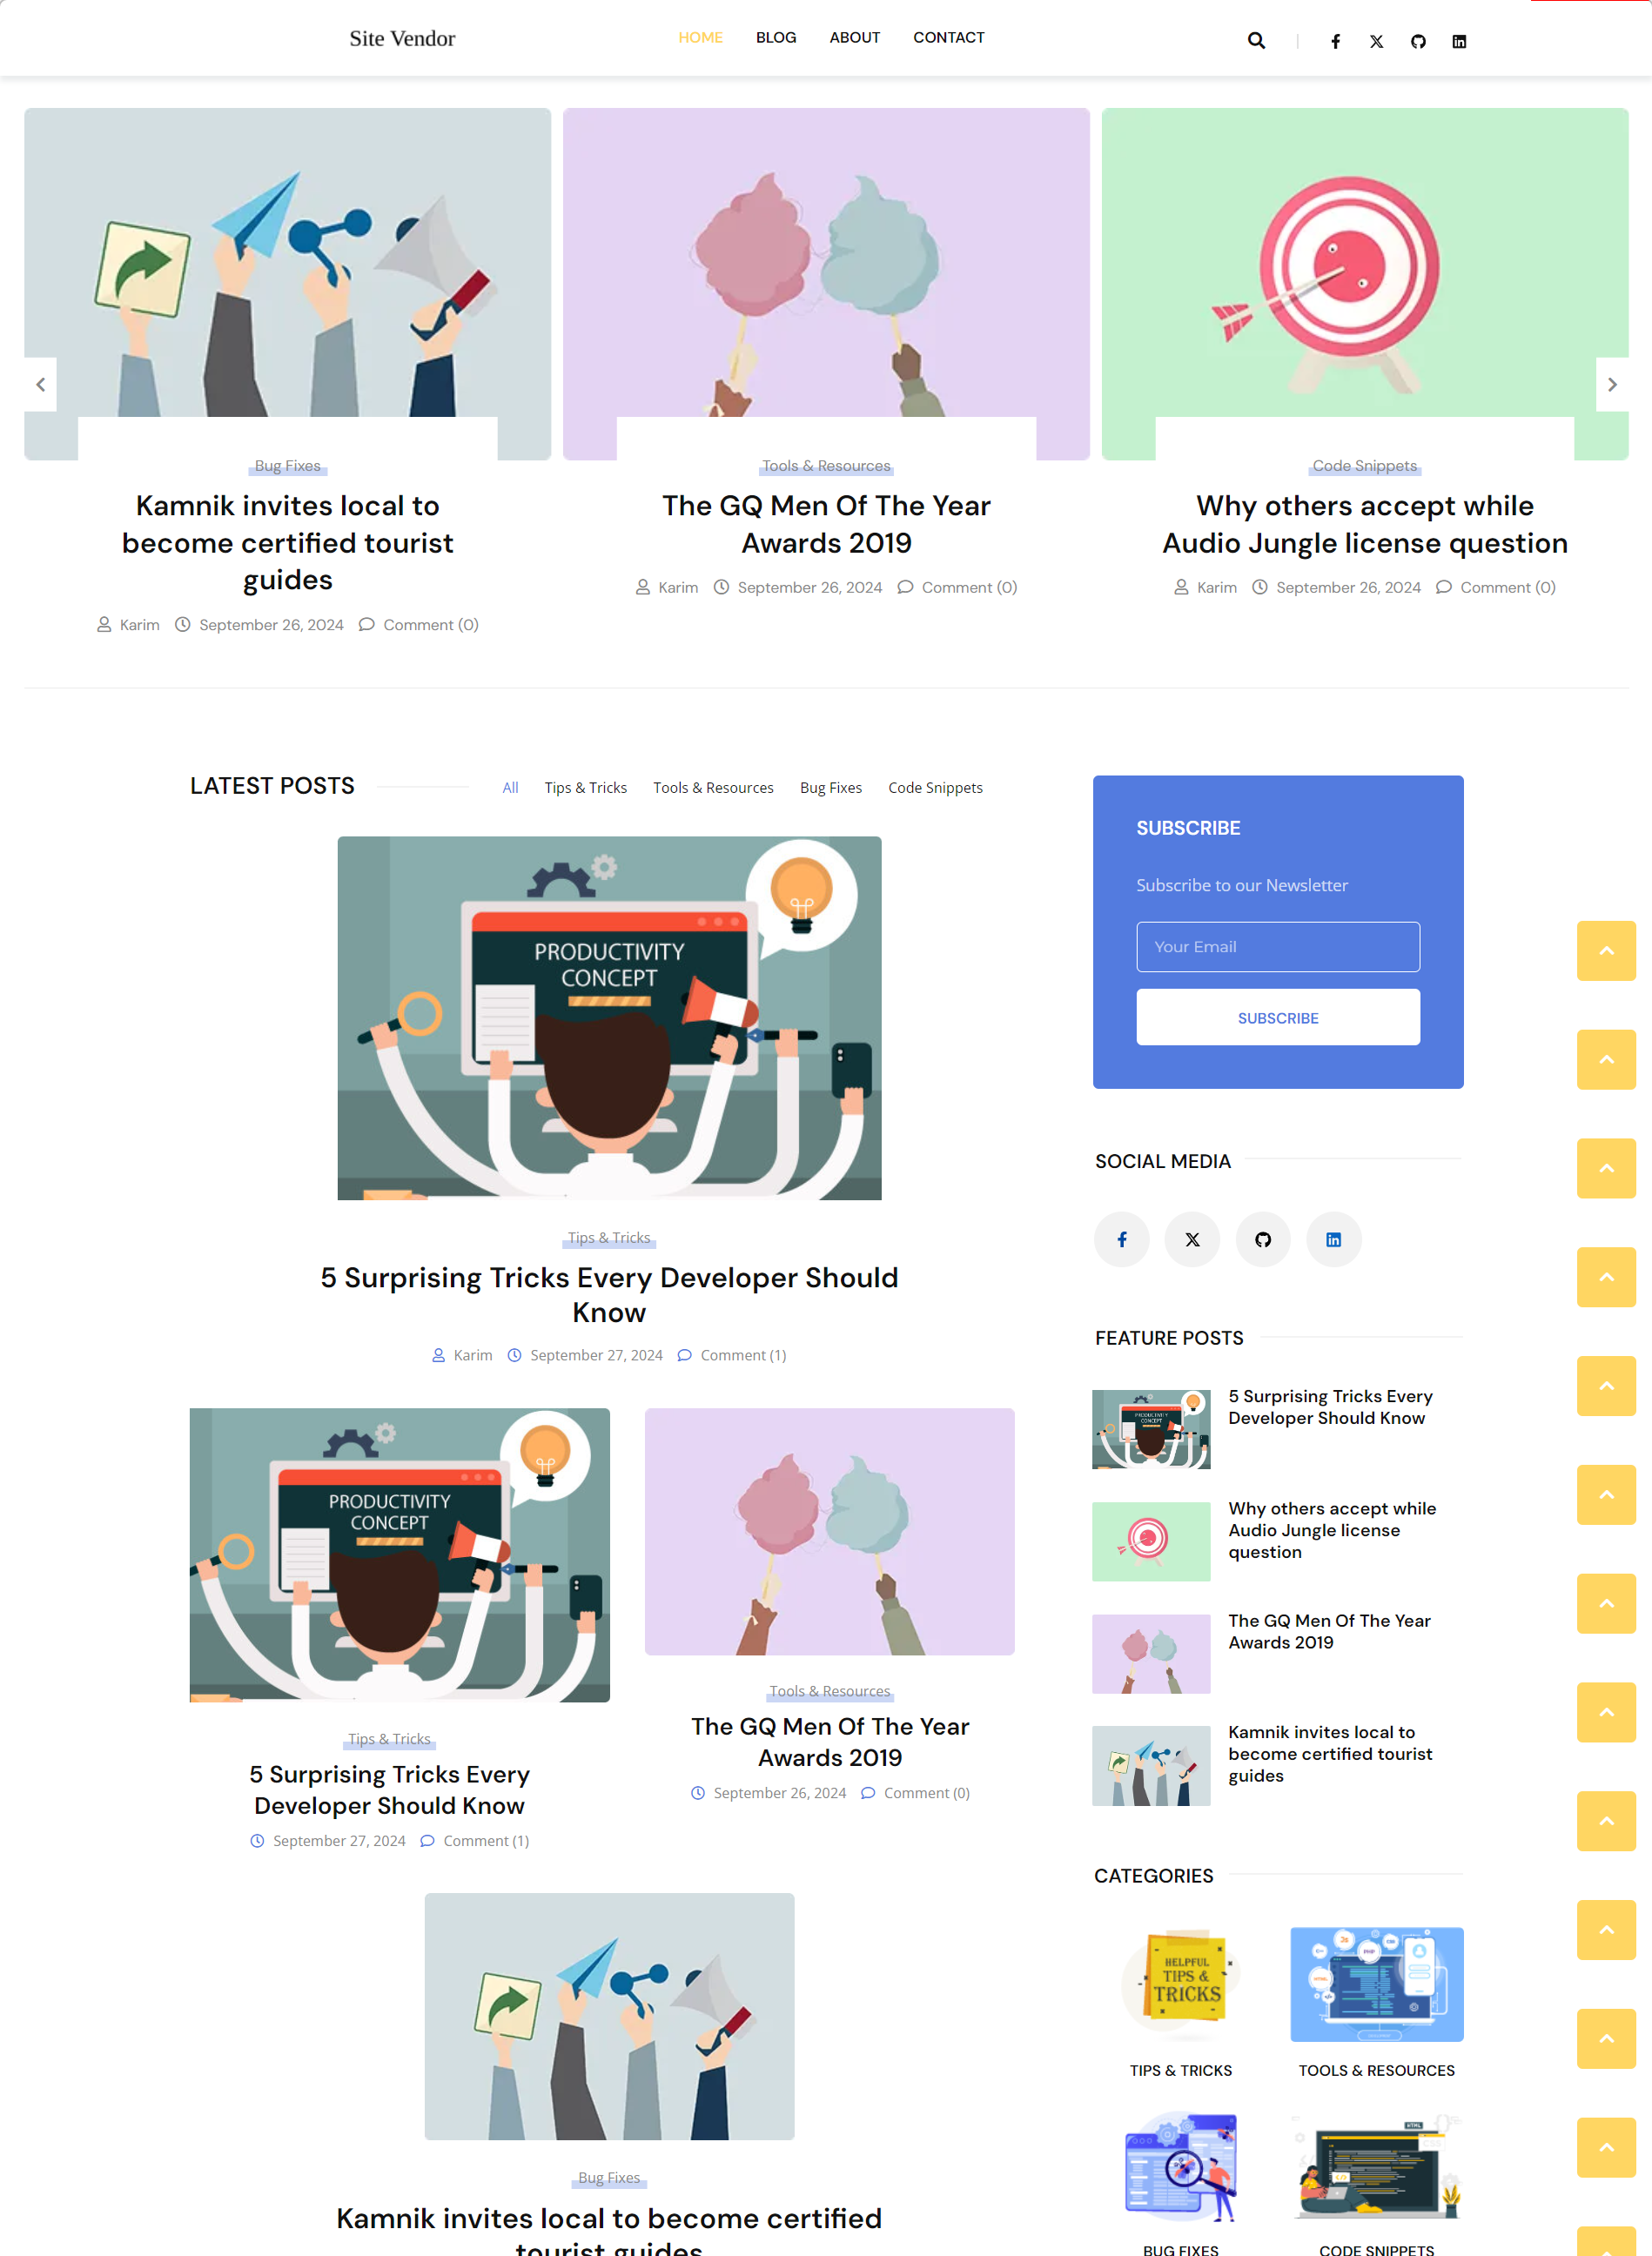 Site Vendor
HOME BLOG ABOUT CONTACT
Bug Fixes
Kamnik invites local to
become certified tourist
guides
Karim September 26, 2024 Comment (0)
Tools & Resources
The GQ Men Of The Year
Awards 2019
Karim September 26, 2024 Comment (0)
Code Snippets
Why others accept while
Audio Jungle license question
Karim September 26, 2024 Comment (0)
LATEST POSTS
All Tips & Tricks Tools & Resources Bug Fixes Code Snippets
PRODUCTIVITY
CONCEPT
Tips & Tricks
5 Surprising Tricks Every Developer Should
Know
Karim September 27, 2024 Comment (1)
PRODUCTIVITY
CONCEPT
Tips & Tricks
5 Surprising Tricks Every
Developer Should Know
September 27, 2024 Comment (1)
Tools & Resources
The GQ Men Of The Year
Awards 2019
September 26, 2024 Comment (0)
Bug Fixes
Kamnik invites local to become certified
tourist guides
SUBSCRIBE
Subscribe to our Newsletter
Your Email
SUBSCRIBE
SOCIAL MEDIA
FEATURE POSTS
PRODUCTIVITY
CONCEPT
5 Surprising Tricks Every
Developer Should Know
Why others accept while
Audio Jungle license
question
The GQ Men Of The Year
Awards 2019
Kamnik invites local to
become certified tourist
guides
CATEGORIES
HELPFUL
TIPS &
TRICKS
TIPS & TRICKS
JS
PHP
HTML
TOOLS & RESOURCES
BUG FIXES
HTML
CODE SNIPPETS